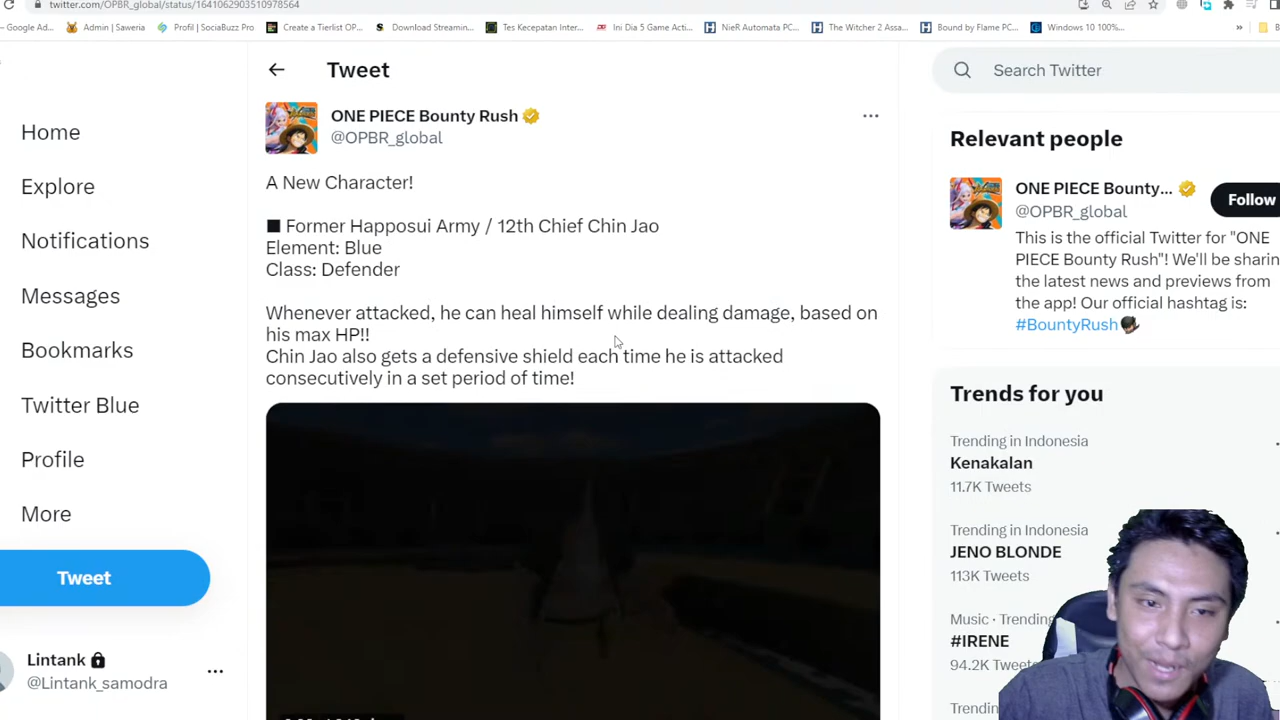 twitter.com/OPBR_global/status/1641062903510978564
Google Ad...
Admin | Saweria
Profil | SociaBuzz Pro
Create a Tierlist OP...
Download Streamin...
Tes Kecepatan Inter...
Ini Dia 5 Game Acti...
NieR Automata PC...
The Witcher 2 Assa...
Bound by Flame PC...
Windows 10 100%...
»
Home
Explore
Notifications
Messages
Bookmarks
Twitter Blue
Profile
More
Tweet
Lintank
@Lintank_samodra
Tweet
ONE PIECE Bounty Rush
@OPBR_global
A New Character!
■ Former Happosui Army / 12th Chief Chin Jao
Element: Blue
Class: Defender
Whenever attacked, he can heal himself while dealing damage, based on
his max HP!!
Chin Jao also gets a defensive shield each time he is attacked
consecutively in a set period of time!
Search Twitter
Relevant people
ONE PIECE Bounty...
@OPBR_global
Follow
This is the official Twitter for "ONE
PIECE Bounty Rush"! We'll be sharin
the latest news and previews from
the app! Our official hashtag is:
#BountyRush
Trends for you
Trending in Indonesia
Kenakalan
11.7K Tweets
Trending in Indonesia
JENO BLONDE
113K Tweets
Music · Trending
#IRENE
94.2K Tweets
Trending